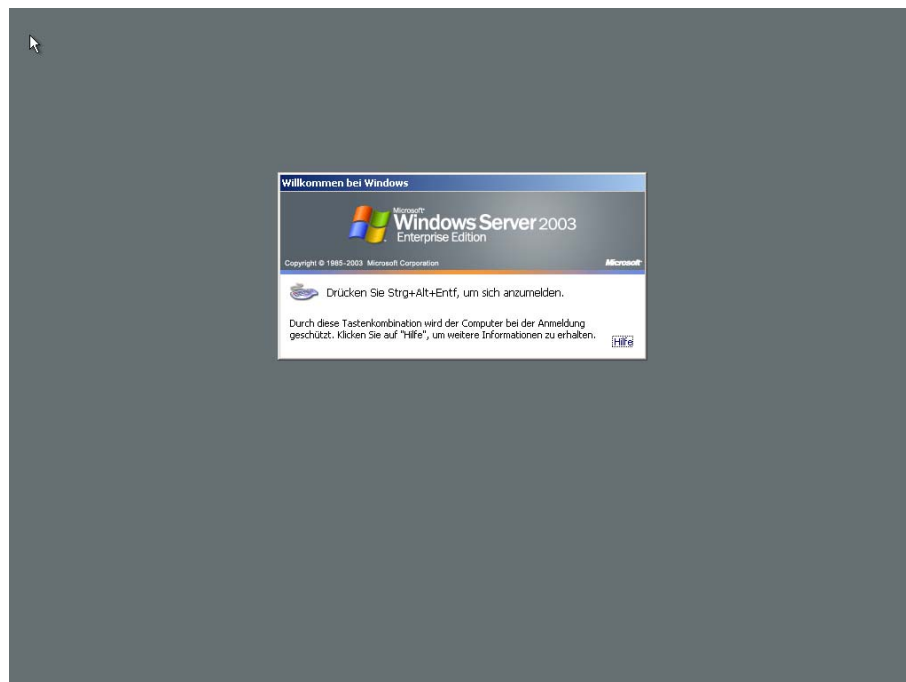 Willkommen bei Windows
Microsoft
Windows Server 2003
Enterprise Edition
Copyright © 1985-2003 Microsoft Corporation
Microsoft
Drücken Sie Strg+Alt+Entf, um sich anzumelden.
Durch diese Tastenkombination wird der Computer bei der Anmeldung
geschützt. Klicken Sie auf "Hilfe", um weitere Informationen zu erhalten.
Hilfe